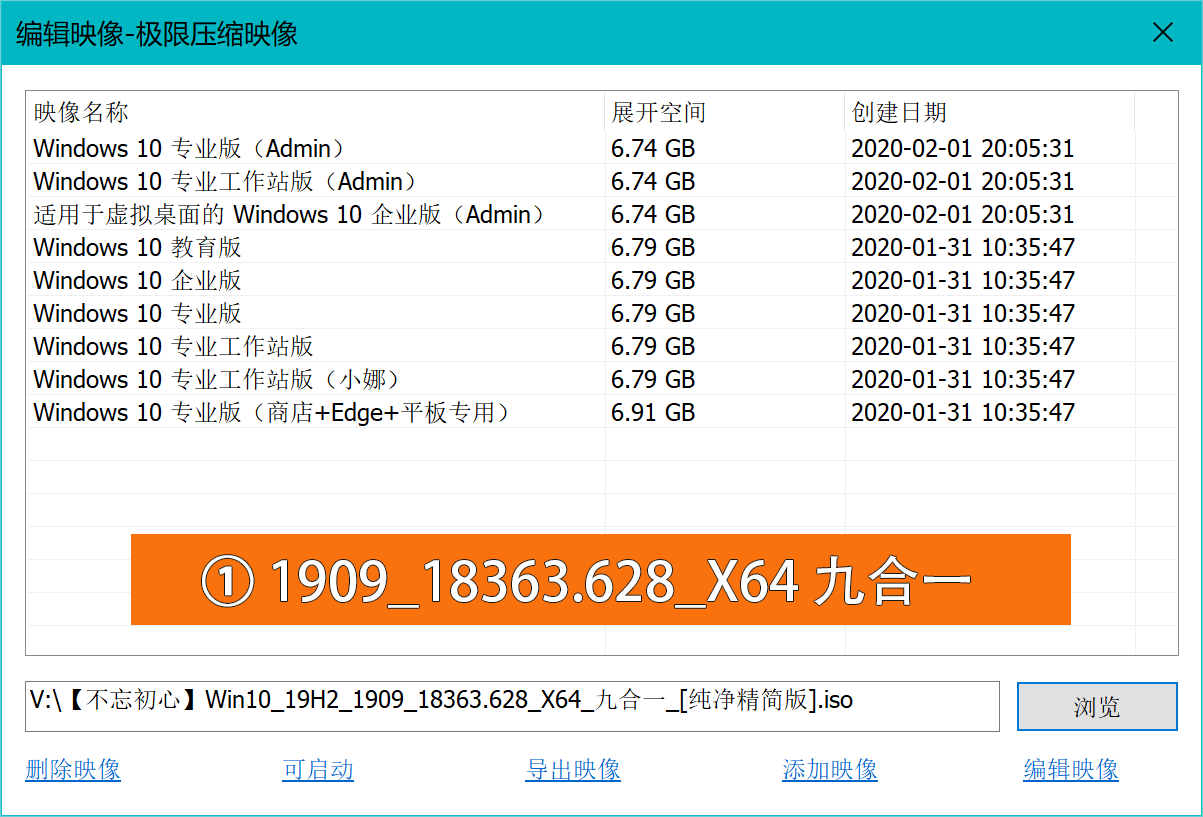 编辑映像-极限压缩映像
映像名称 展开空间 创建日期
Windows 10 专业版（Admin） 6.74 GB 2020-02-01 20:05:31
Windows 10 专业工作站版（Admin） 6.74 GB 2020-02-01 20:05:31
适用于虚拟桌面的 Windows 10 企业版（Admin） 6.74 GB 2020-02-01 20:05:31
Windows 10 教育版 6.79 GB 2020-01-31 10:35:47
Windows 10 企业版 6.79 GB 2020-01-31 10:35:47
Windows 10 专业版 6.79 GB 2020-01-31 10:35:47
Windows 10 专业工作站版 6.79 GB 2020-01-31 10:35:47
Windows 10 专业工作站版（小娜） 6.79 GB 2020-01-31 10:35:47
Windows 10 专业版（商店+Edge+平板专用） 6.91 GB 2020-01-31 10:35:47
① 1909_18363.628_X64 九合一
V:\【不忘初心】Win10_19H2_1909_18363.628_X64_九合一_[纯净精简版].iso 浏览
删除映像 可启动 导出映像 添加映像 编辑映像